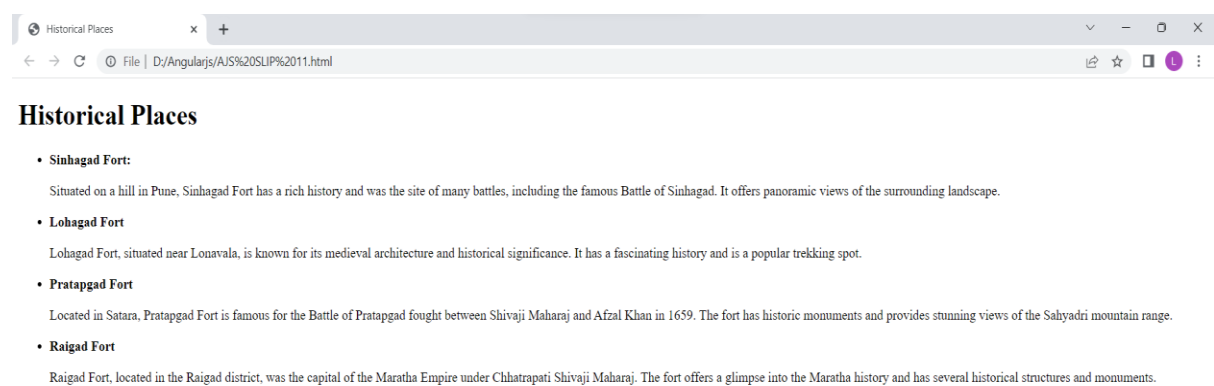 Historical Places
File | D:/Angularjs/AJS%20SLIP%2011.html
L
Historical Places
• Sinhagad Fort:
Situated on a hill in Pune, Sinhagad Fort has a rich history and was the site of many battles, including the famous Battle of Sinhagad. It offers panoramic views of the surrounding landscape.
• Lohagad Fort
Lohagad Fort, situated near Lonavala, is known for its medieval architecture and historical significance. It has a fascinating history and is a popular trekking spot.
• Pratapgad Fort
Located in Satara, Pratapgad Fort is famous for the Battle of Pratapgad fought between Shivaji Maharaj and Afzal Khan in 1659. The fort has historic monuments and provides stunning views of the Sahyadri mountain range.
• Raigad Fort
Raigad Fort, located in the Raigad district, was the capital of the Maratha Empire under Chhatrapati Shivaji Maharaj. The fort offers a glimpse into the Maratha history and has several historical structures and monuments.